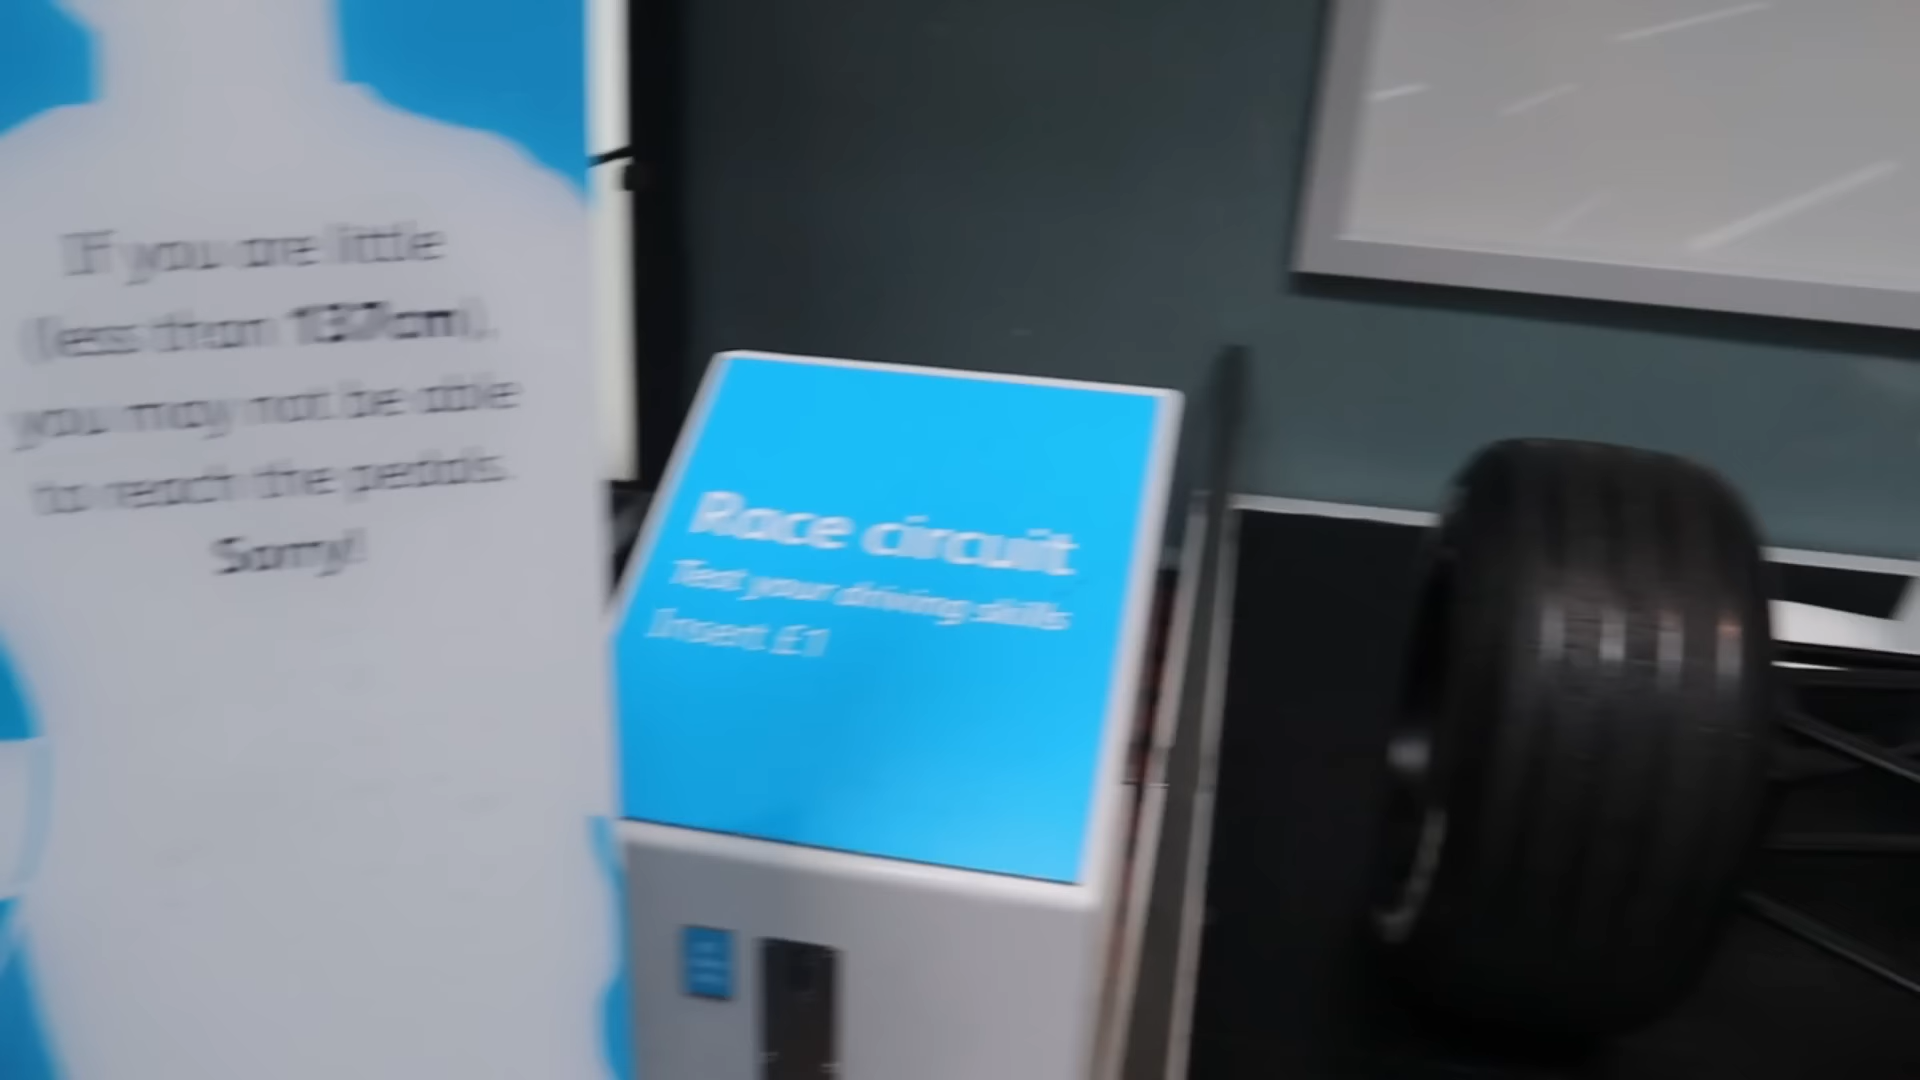 If you are little
(less than 137cm),
you may not be able
to reach the pedals.
Sorry!
Race circuit
Test your driving skills
Insert £1